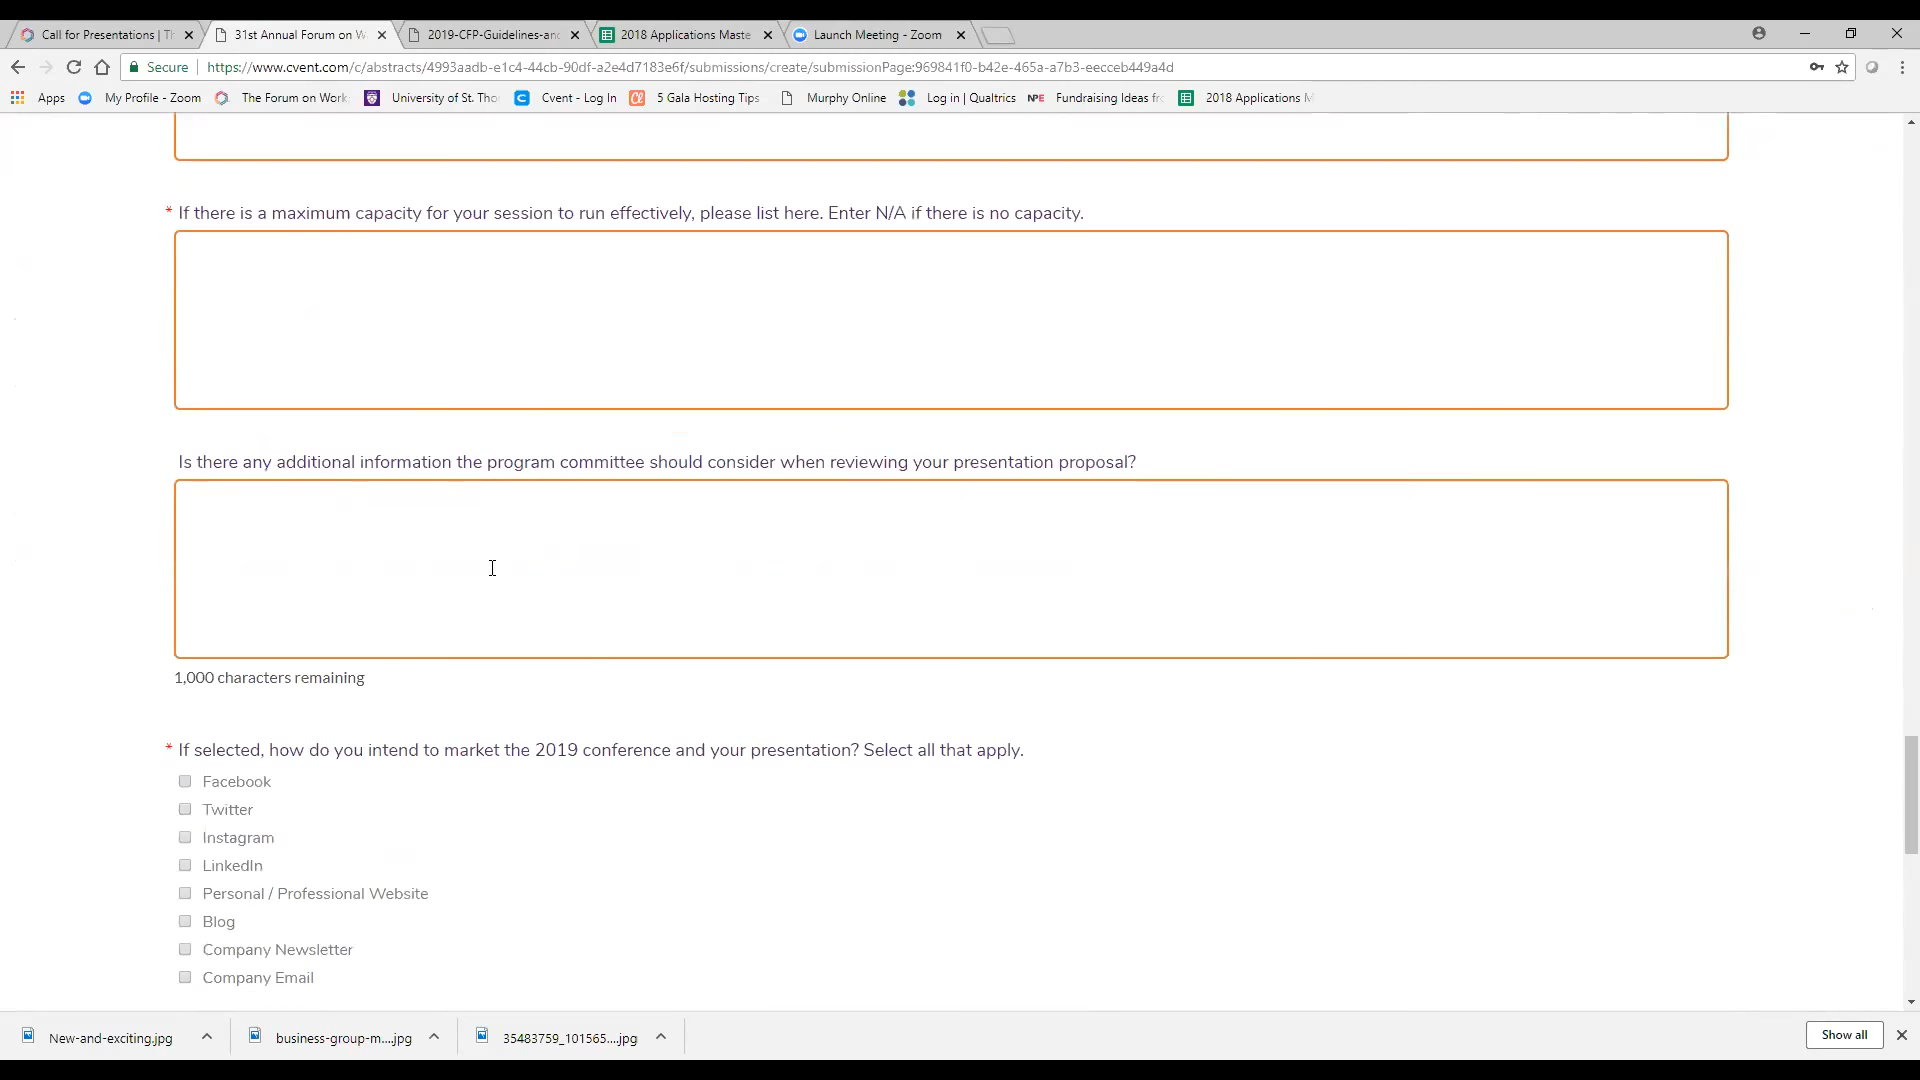 Call for Presentations | Th
31st Annual Forum on W
2019-CFP-Guidelines-and
2018 Applications Maste
Launch Meeting - Zoom
Secure
https://www.cvent.com/c/abstracts/4993aadb-e1c4-44cb-90df-a2e4d7183e6f/submissions/create/submissionPage:969841f0-b42e-465a-a7b3-eecceb449a4d
Apps
My Profile - Zoom
The Forum on Work
University of St. Tho
Cvent - Log In
5 Gala Hosting Tips
Murphy Online
Log in | Qualtrics
Fundraising Ideas fr
2018 Applications M
* If there is a maximum capacity for your session to run effectively, please list here. Enter N/A if there is no capacity.
Is there any additional information the program committee should consider when reviewing your presentation proposal?
1,000 characters remaining
* If selected, how do you intend to market the 2019 conference and your presentation? Select all that apply.
Facebook
Twitter
Instagram
LinkedIn
Personal / Professional Website
Blog
Company Newsletter
Company Email
New-and-exciting.jpg
business-group-m....jpg
35483759_101565....jpg
Show all